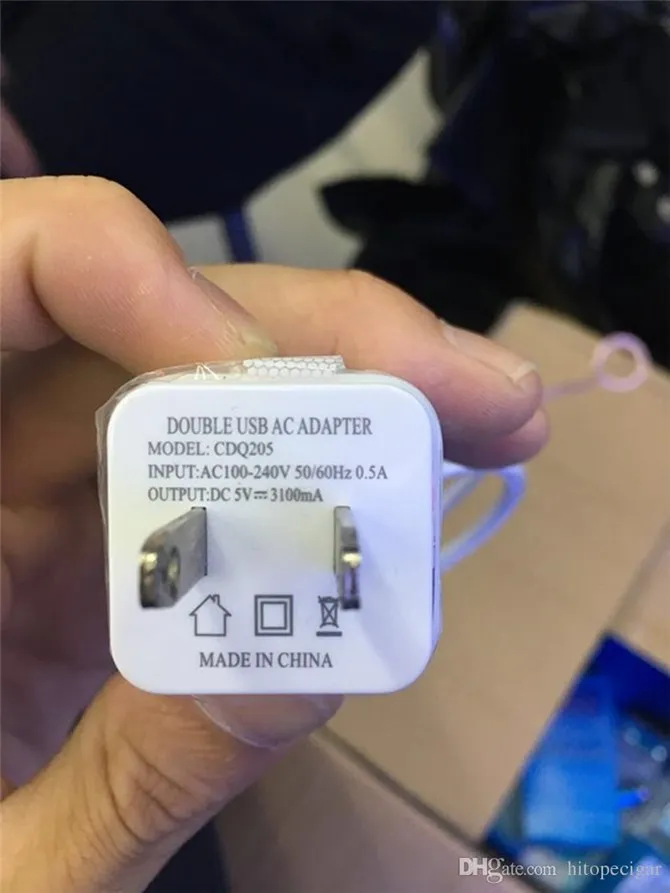 DOUBLE USB AC ADAPTER
MODEL: CDQ205
INPUT:AC100-240V 50/60Hz 0.5A
OUTPUT:DC 5V⎓3100mA
MADE IN CHINA
DHgate.com hitopecigar